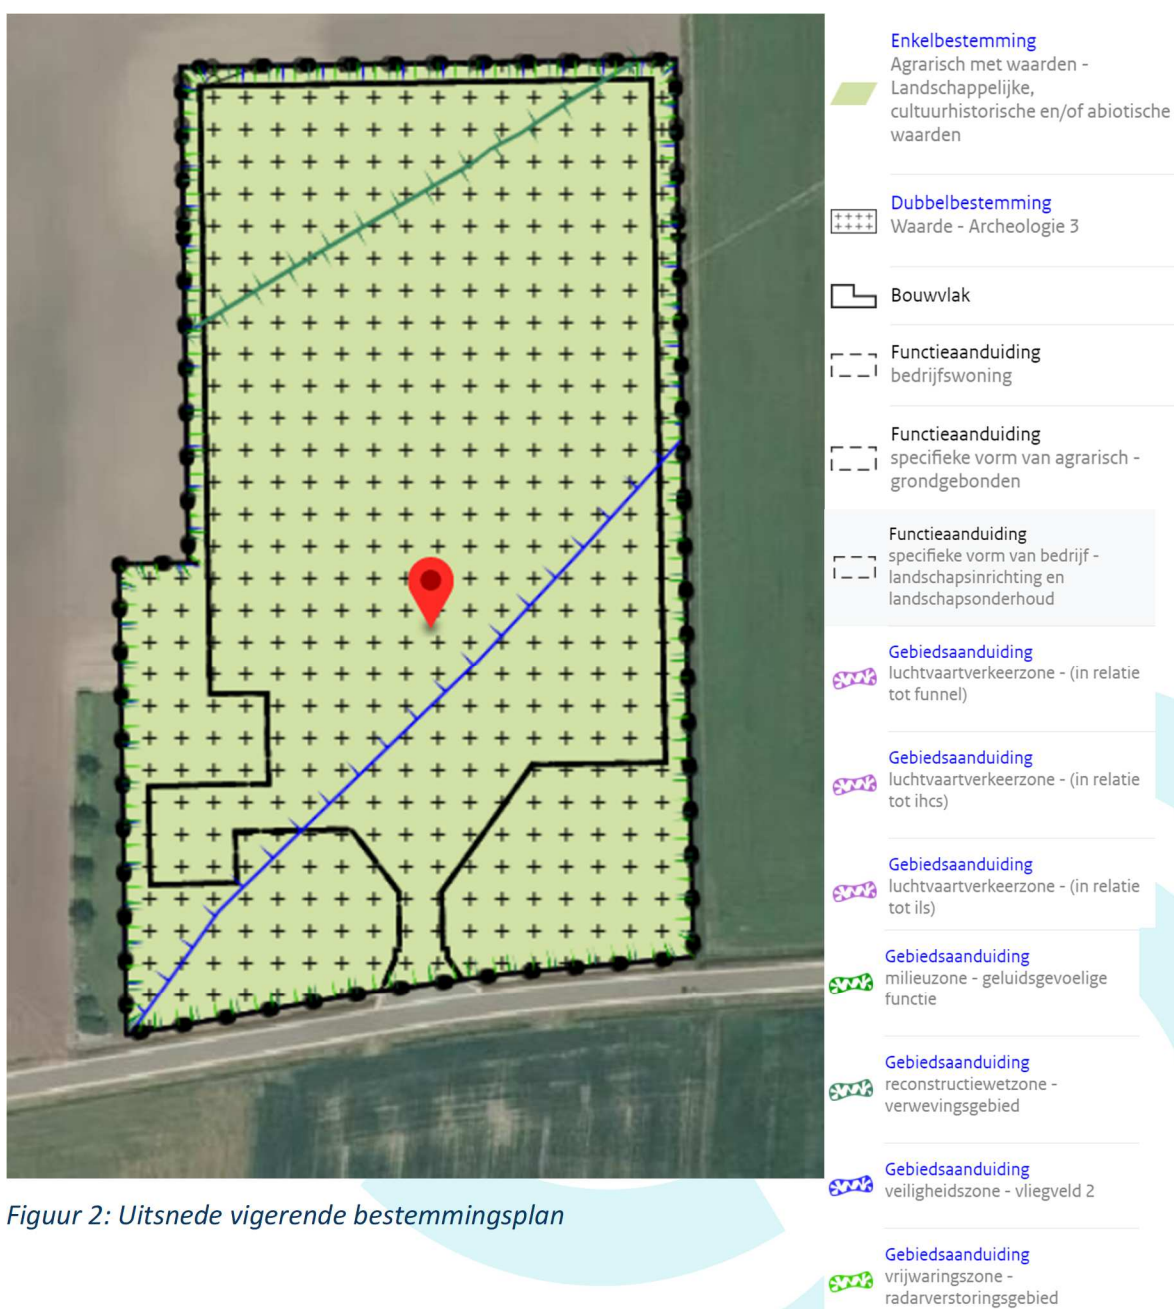 Enkelbestemming
Agrarisch met waarden -
Landschappelijke,
cultuurhistorische en/of abiotische
waarden
Dubbelbestemming
Waarde - Archeologie 3
Bouwvlak
Functieaanduiding
bedrijfswoning
Functieaanduiding
specifieke vorm van agrarisch -
grondgebonden
Functieaanduiding
specifieke vorm van bedrijf -
landschapsinrichting en
landschapsonderhoud
Gebiedsaanduiding
luchtvaartverkeerzone - (in relatie
tot funnel)
Gebiedsaanduiding
luchtvaartverkeerzone - (in relatie
tot ihcs)
Gebiedsaanduiding
luchtvaartverkeerzone - (in relatie
tot ils)
Gebiedsaanduiding
milieuzone - geluidsgevoelige
functie
Gebiedsaanduiding
reconstructiewetzone -
verwevingsgebied
Gebiedsaanduiding
veiligheidszone - vliegveld 2
Gebiedsaanduiding
vrijwaringszone -
radarverstoringsgebied
Figuur 2: Uitsnede vigerende bestemmingsplan